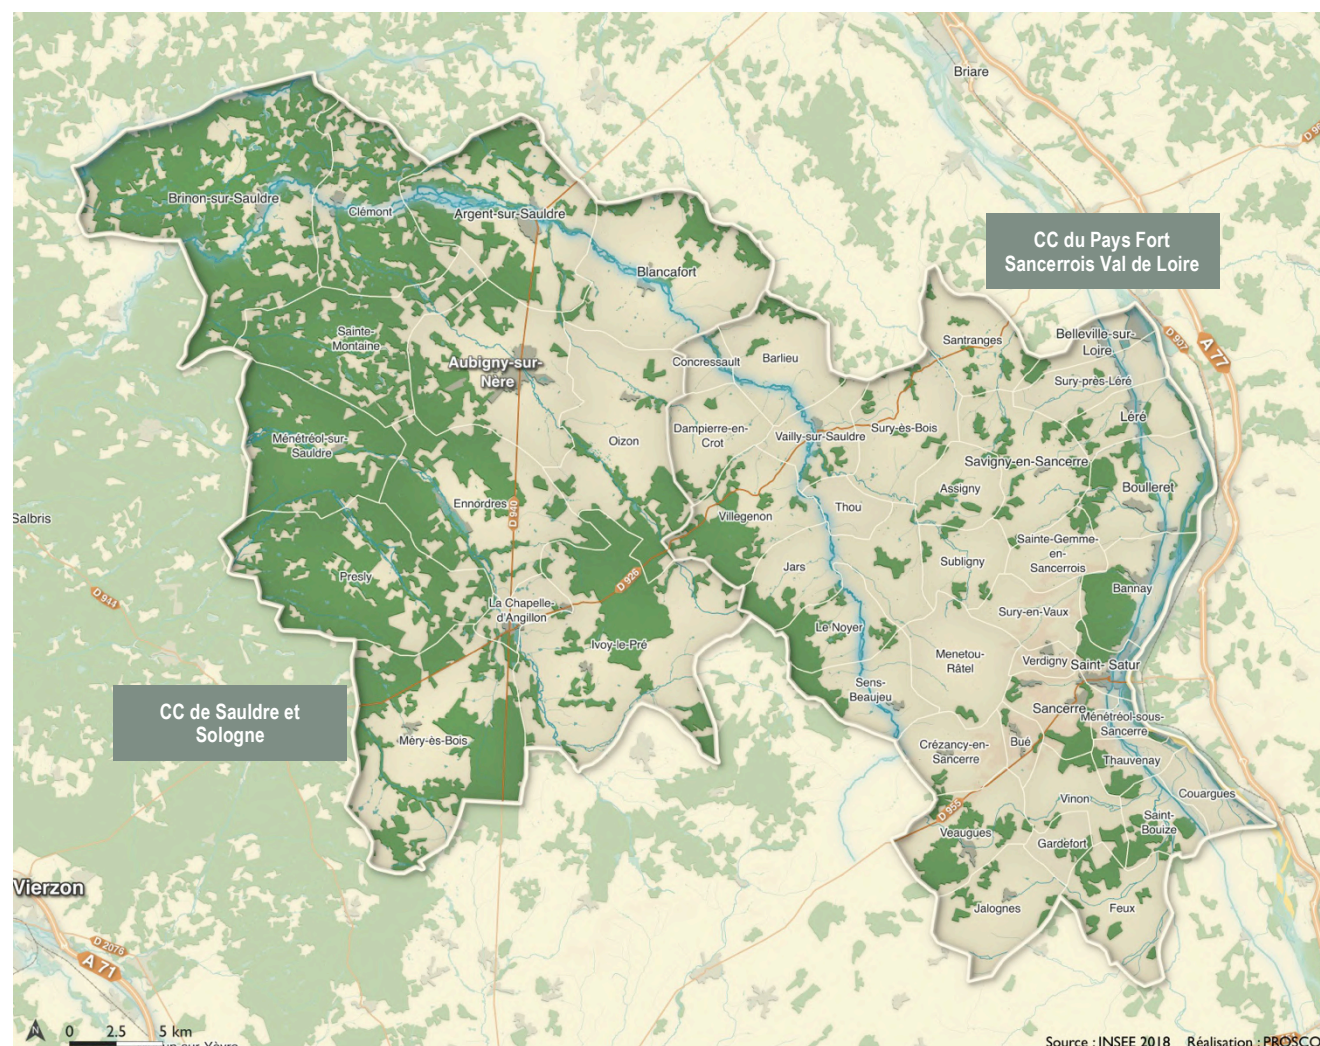 Briare
D 940
CC du Pays Fort
Sancerrois Val de Loire
Brinon-sur-Sauldre
Clémont
Argent-sur-Sauldre
Blancafort
Sainte-
Montaine
Aubigny-sur-
Nère
Concressault
Barlieu
Santranges
Belleville-sur-
Loire
D 907
A 77
Sury-près-Léré
Léré
Ménétréol-sur-
Sauldre
Oizon
Dampierre-en-
Crot
Vailly-sur-Sauldre
Sury-ès-Bois
Savigny-en-Sancerre
Assigny
Boulleret
Salbris
Ennordres
Villegenon
Thou
Sainte-Gemme-
en-
Sancerrois
Subligny
Jars
Presly
D 926
D 944
Bannay
La Chapelle-
d'Angillon
Sury-en-Vaux
Le Noyer
Ivoy-le-Pré
Menetou-
Râtel
Verdigny
Saint- Satur
Sens-
Beaujeu
Sancerre
Ménétréol-sous-
Sancerre
CC de Sauldre et
Sologne
Méry-ès-Bois
Crézancy-en-
Sancerre
Bué
Thauvenay
Couargues
Vinon
D 955
Saint-
Bouize
Veaugues
Gardefort
Vierzon
Jalognes
Feux
D 2076
A 71
0 2.5 5 km
N
Source : INSEE 2018 Réalisation : PROSCO